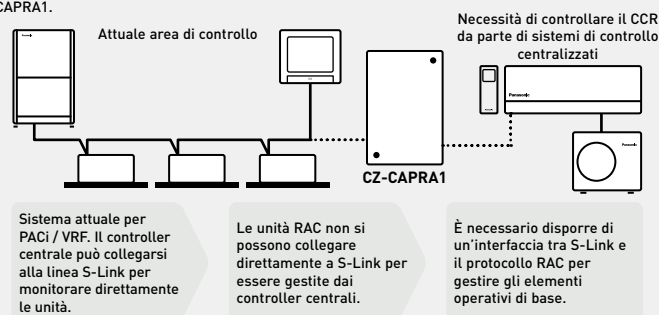 CAPRA1.
Attuale area di controllo
Necessità di controllare il CCR
da parte di sistemi di controllo
centralizzati
Panasonic
CZ-CAPRA1
Sistema attuale per
PACi / VRF. Il controller
centrale può collegarsi
alla linea S-Link per
monitorare direttamente
le unità.
Le unità RAC non si
possono collegare
direttamente a S-Link per
essere gestite dai
controller centrali.
È necessario disporre di
un'interfaccia tra S-Link e
il protocollo RAC per
gestire gli elementi
operativi di base.